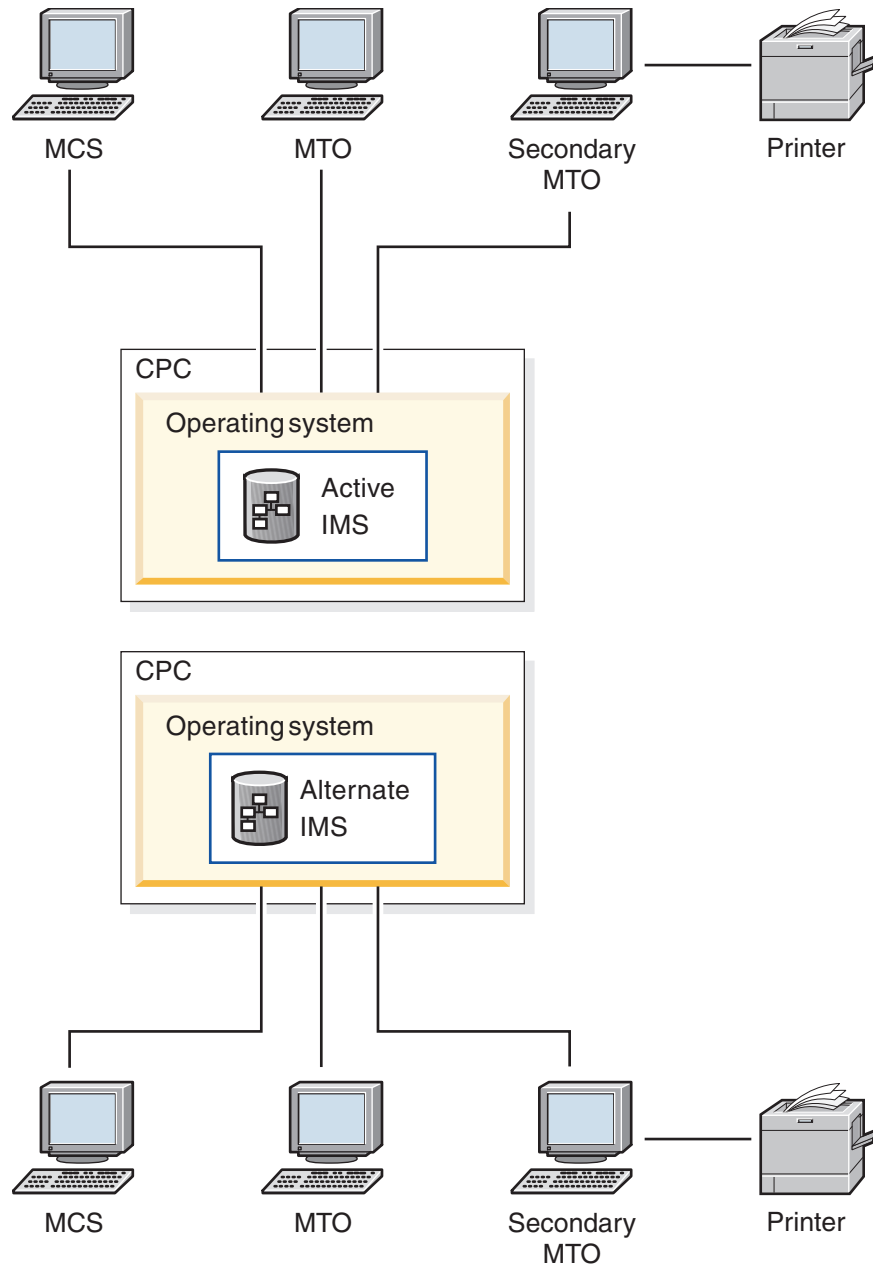 MCS
MTO
Secondary
MTO
Printer
CPC
Operating system
Active
IMS
CPC
Operating system
Alternate
IMS
MCS
MTO
Secondary
MTO
Printer